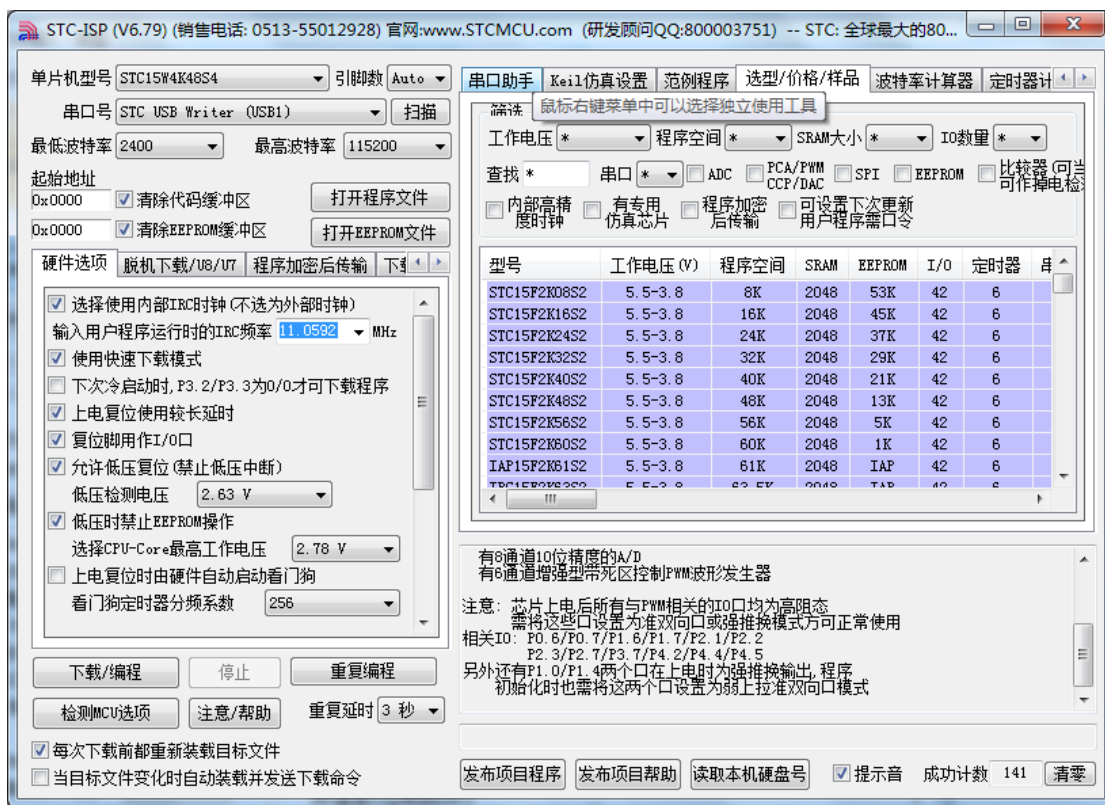 STC-ISP (V6.79) (销售电话: 0513-55012928) 官网:www.STCMCU.com (研发顾问QQ:800003751) -- STC: 全球最大的80...
单片机型号 STC15W4K48S4 引脚数 Auto
串口号 STC USB Writer (USB1) 扫描
最低波特率 2400 最高波特率 115200
起始地址
0x0000 清除代码缓冲区 打开程序文件
0x0000 清除EEPROM缓冲区 打开EEPROM文件
硬件选项 脱机下载/U8/U7 程序加密后传输
选择使用内部IRC时钟(不选为外部时钟)
输入用户程序运行时的IRC频率 11.0592 MHz
使用快速下载模式
下次冷启动时,P3.2/P3.3为0/0才可下载程序
上电复位使用较长延时
复位脚用作I/O口
允许低压复位(禁止低压中断)
低压检测电压 2.63 V
低压时禁止EEPROM操作
选择CPU-Core最高工作电压 2.78 V
上电复位时由硬件自动启动看门狗
看门狗定时器分频系数 256
下载/编程 停止 重复编程
检测MCU选项 注意/帮助 重复延时 3 秒
每次下载前都重新装载目标文件
当目标文件变化时自动装载并发送下载命令
串口助手 Keil仿真设置 范例程序 选型/价格/样品 波特率计算器 定时器计
鼠标右键菜单中可以选择独立使用工具
筛选
工作电压 * 程序空间 * SRAM大小 * IO数量 *
查找 * 串口 * ADC PCA/PWM CCP/DAC SPI EEPROM 比较器(可当可作掉电检
内部高精度时钟 有专用仿真芯片 程序加密后传输 可设置下次更新用户程序需口令
型号 工作电压(V) 程序空间 SRAM EEPROM I/O 定时器 串
STC15F2K08S2 5.5-3.8 8K 2048 53K 42 6
STC15F2K16S2 5.5-3.8 16K 2048 45K 42 6
STC15F2K24S2 5.5-3.8 24K 2048 37K 42 6
STC15F2K32S2 5.5-3.8 32K 2048 29K 42 6
STC15F2K40S2 5.5-3.8 40K 2048 21K 42 6
STC15F2K48S2 5.5-3.8 48K 2048 13K 42 6
STC15F2K56S2 5.5-3.8 56K 2048 5K 42 6
STC15F2K60S2 5.5-3.8 60K 2048 1K 42 6
IAP15F2K61S2 5.5-3.8 61K 2048 IAP 42 6
5.5-3.8 63.5K 2048 IAP 42 6
有8通道10位精度的A/D
有6通道增强型带死区控制PWM波形发生器
注意: 芯片上电后所有与PWM相关的IO口均为高阻态
需将这些口设置为准双向口或强推挽模式方可正常使用
相关IO: P0.6/P0.7/P1.6/P1.7/P2.1/P2.2
P2.3/P2.7/P3.7/P4.2/P4.4/P4.5
另外还有P1.0/P1.4两个口在上电时为强推挽输出,程序
初始化时也需将这两个口设置为弱上拉准双向口模式
发布项目程序 发布项目帮助 读取本机硬盘号 提示音 成功计数 141 清零